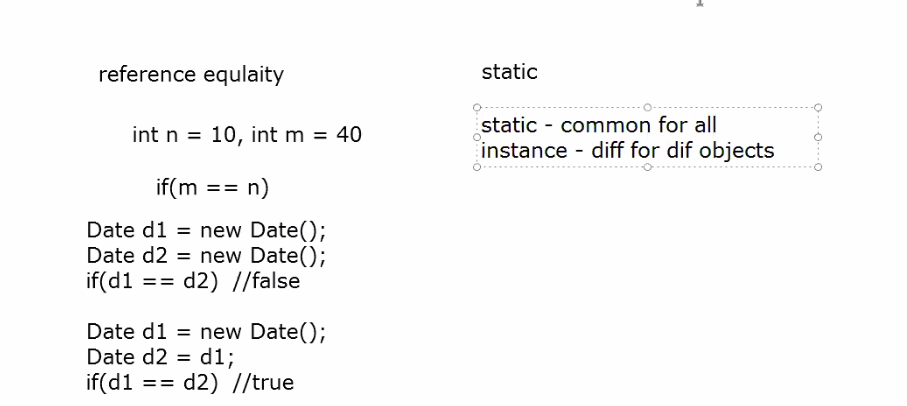 reference equlaity
int n = 10, int m = 40
if(m == n)
Date d1 = new Date();
Date d2 = new Date();
if(d1 == d2)  //false
Date d1 = new Date();
Date d2 = d1;
if(d1 == d2)  //true
static
static - common for all
instance - diff for dif objects